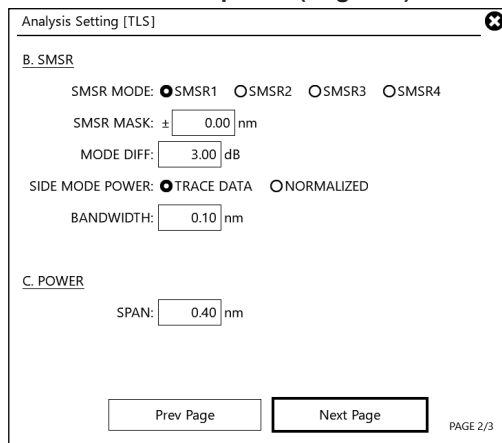 Analysis Setting [TLS]
B. SMSR
SMSR MODE: SMSR1 SMSR2 SMSR3 SMSR4
SMSR MASK: ± 0.00 nm
MODE DIFF: 3.00 dB
SIDE MODE POWER: TRACE DATA NORMALIZED
BANDWIDTH: 0.10 nm
C. POWER
SPAN: 0.40 nm
Prev Page Next Page
PAGE 2/3